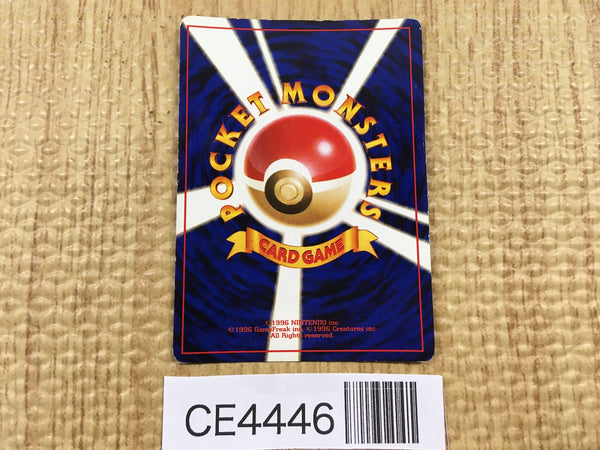 POCKET MONSTERS
CARD GAME
©1996 NINTENDO inc.
©1996 GameFreak inc. ©1996 Creatures inc.
All Rights reserved.
CE4446